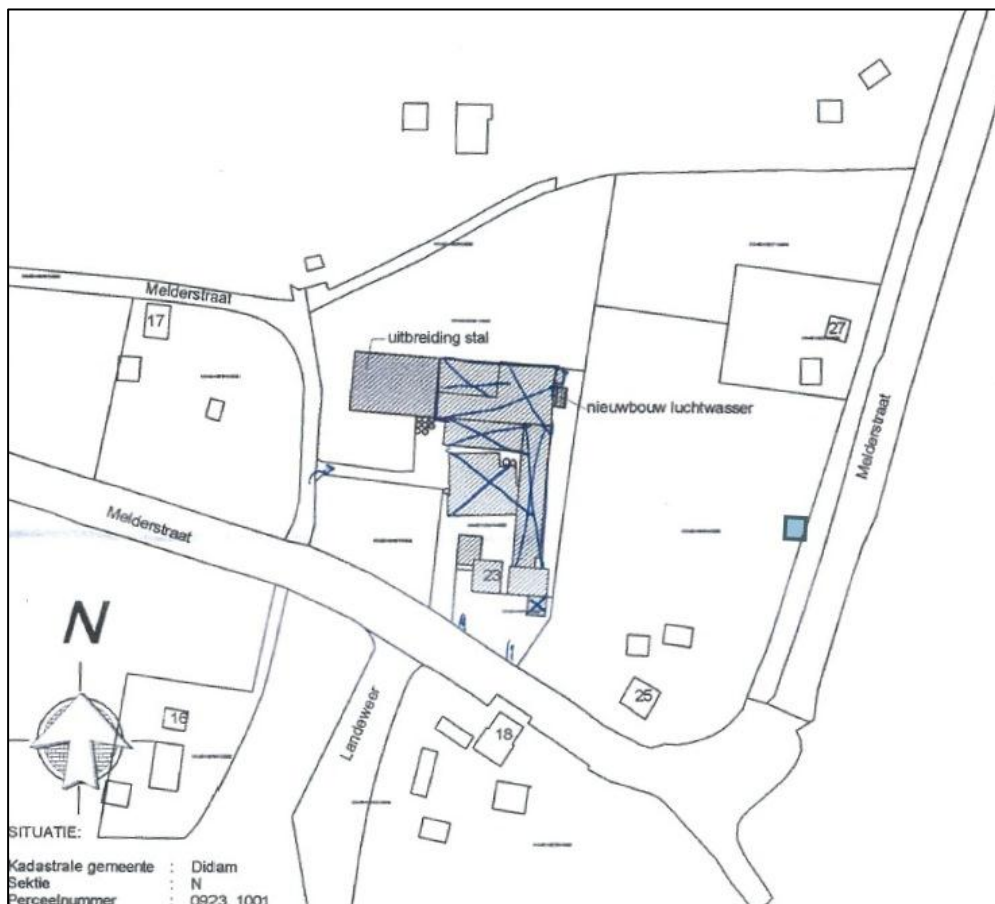 Melderstraat
17
27
uitbreiding stal
nieuwbouw luchtwasser
Melderstraat
Melderstraat
23
N
25
16
18
Landeweer
SITUATIE:
Kadastrale gemeente : Didam
Sektie : N
Perceelnummer : 0923, 1001